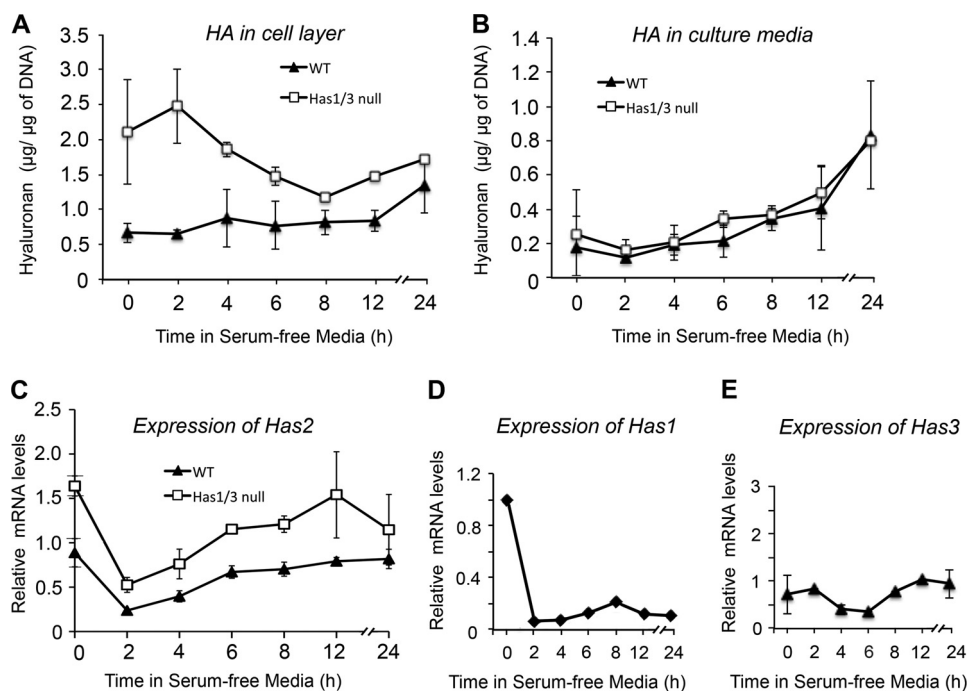 A
HA in cell layer
Hyaluronan (µg/ µg of DNA)
3.5
3.0
2.5
2.0
1.5
1.0
0.5
0
WT
Has1/3 null
0 2 4 6 8 12 24
Time in Serum-free Media (h)
B
HA in culture media
Hyaluronan (µg/ µg of DNA)
1.4
1.2
1.0
0.8
0.6
0.4
0.2
0
WT
Has1/3 null
0 2 4 6 8 12 24
Time in Serum-free Media (h)
C
Expression of Has2
Relative mRNA levels
2.5
2.0
1.5
1.0
0.5
0
WT
Has1/3 null
0 2 4 6 8 12 24
Time in Serum-free Media (h)
D
Expression of Has1
Relative mRNA levels
1.2
0.8
0.4
0
0 2 4 6 8 12 24
Time in Serum-free Media (h)
E
Expression of Has3
Relative mRNA levels
3
2
1
0
0 2 4 6 8 12 24
Time in Serum-free Media (h)